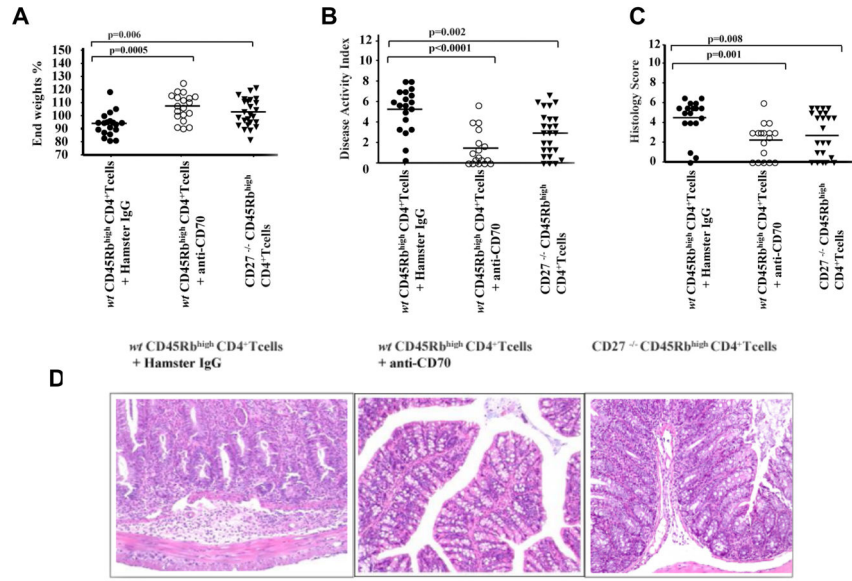 A
p=0.006
p=0.0005
End weights %
150
140
130
120
110
100
90
80
70
wt CD45Rbhigh CD4+Tcells
+ Hamster IgG
wt CD45Rbhigh CD4+Tcells
+ anti-CD70
CD27 -/- CD45Rbhigh
CD4+Tcells
B
p=0.002
p<0.0001
Disease Activity Index
12
10
8
6
4
2
0
wt CD45Rbhigh CD4+Tcells
+ Hamster IgG
wt CD45Rbhigh CD4+Tcells
+ anti-CD70
CD27 -/- CD45Rbhigh
CD4+Tcells
C
p=0.008
p=0.001
Histology Score
12
10
8
6
4
2
0
wt CD45Rbhigh CD4+Tcells
+ Hamster IgG
wt CD45Rbhigh CD4+Tcells
+ anti-CD70
CD27 -/- CD45Rbhigh
CD4+Tcells
wt CD45Rbhigh CD4+Tcells
+ Hamster IgG
wt CD45Rbhigh CD4+Tcells
+ anti-CD70
CD27 -/- CD45Rbhigh CD4+Tcells
D